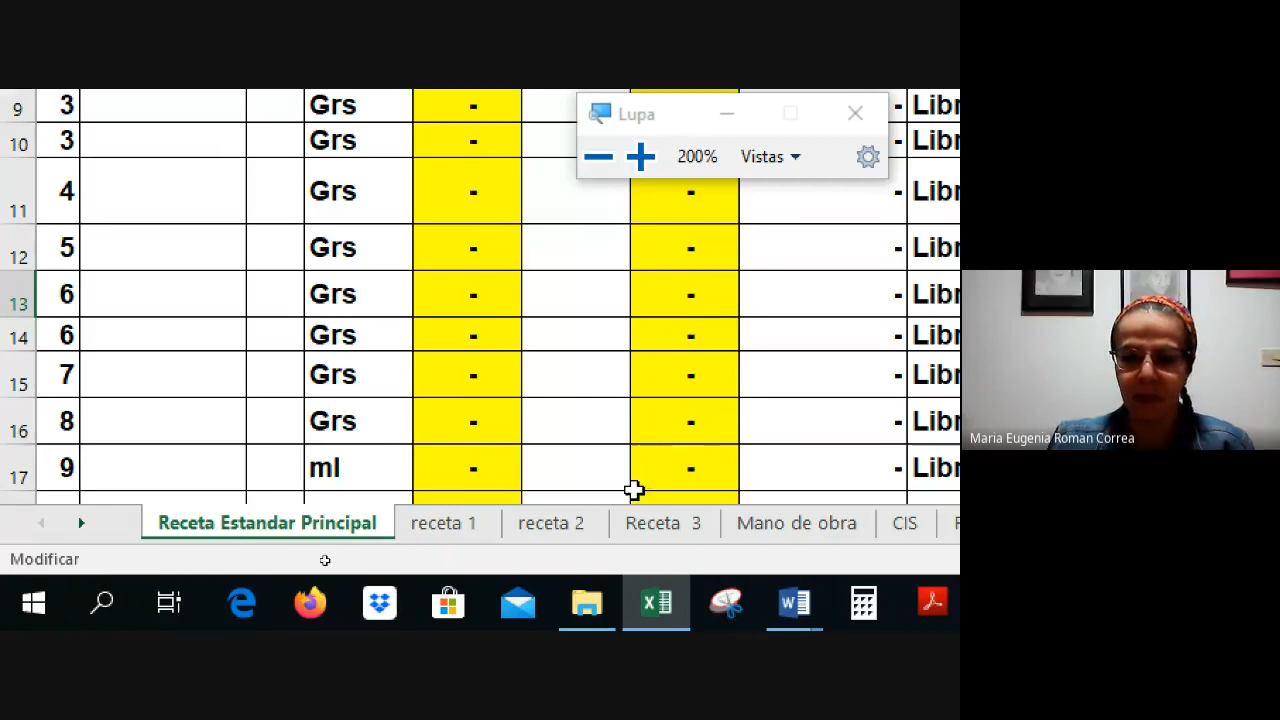 9 3 Grs - - Libr
10 3 Grs -
11 4 Grs - - - Libr
12 5 Grs - - - Libr
13 6 Grs - - - Libr
14 6 Grs - - - Libr
15 7 Grs - - - Libr
16 8 Grs - - - Libr
17 9 ml - - - Libr
Lupa
200% Vistas
Maria Eugenia Roman Correa
Receta Estandar Principal receta 1 receta 2 Receta 3 Mano de obra CIS
Modificar